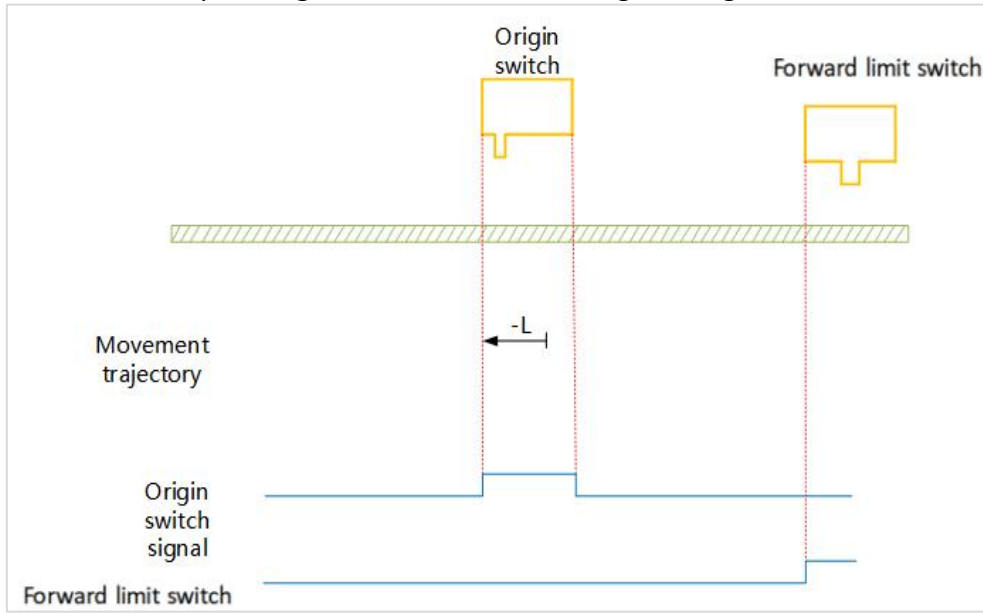 Origin
switch
Forward limit switch
-L
Movement
trajectory
Origin
switch
signal
Forward limit switch